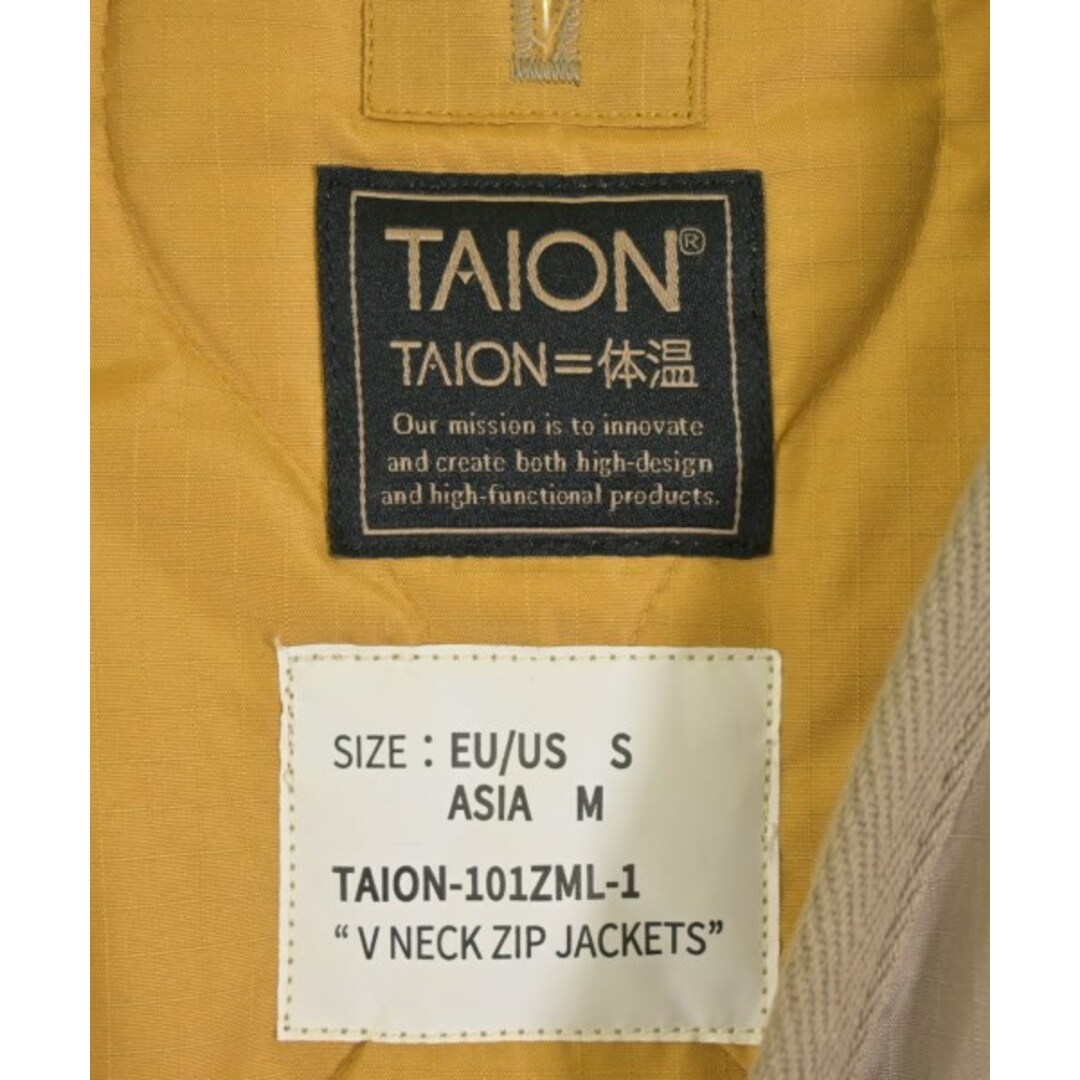 TAION®
TAION=体温
Our mission is to innovate
and create both high-design
and high-functional products.
SIZE : EU/US S
ASIA M
TAION-101ZML-1
“ V NECK ZIP JACKETS”